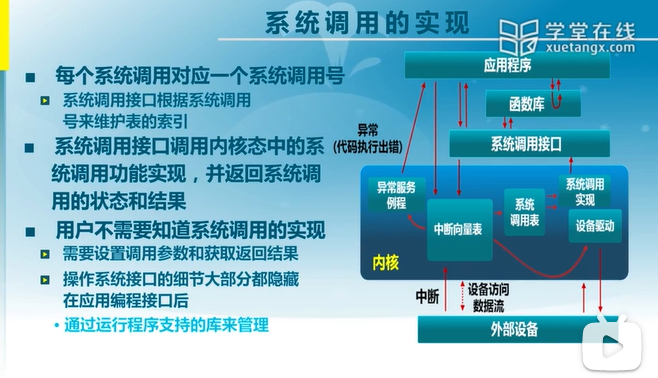 系统调用的实现
学堂在线
xuetangx.com
每个系统调用对应一个系统调用号
系统调用接口根据系统调用
号来维护表的索引
系统调用接口调用内核态中的系
统调用功能实现，并返回系统调
用的状态和结果
用户不需要知道系统调用的实现
需要设置调用参数和获取返回结果
操作系统接口的细节大部分都隐藏
在应用编程接口后
• 通过运行程序支持的库来管理
应用程序
函数库
异常
(代码执行出错)
系统调用接口
异常服务
例程
中断向量表
系统
调用表
系统调用
实现
设备驱动
内核
中断
设备访问
数据流
外部设备